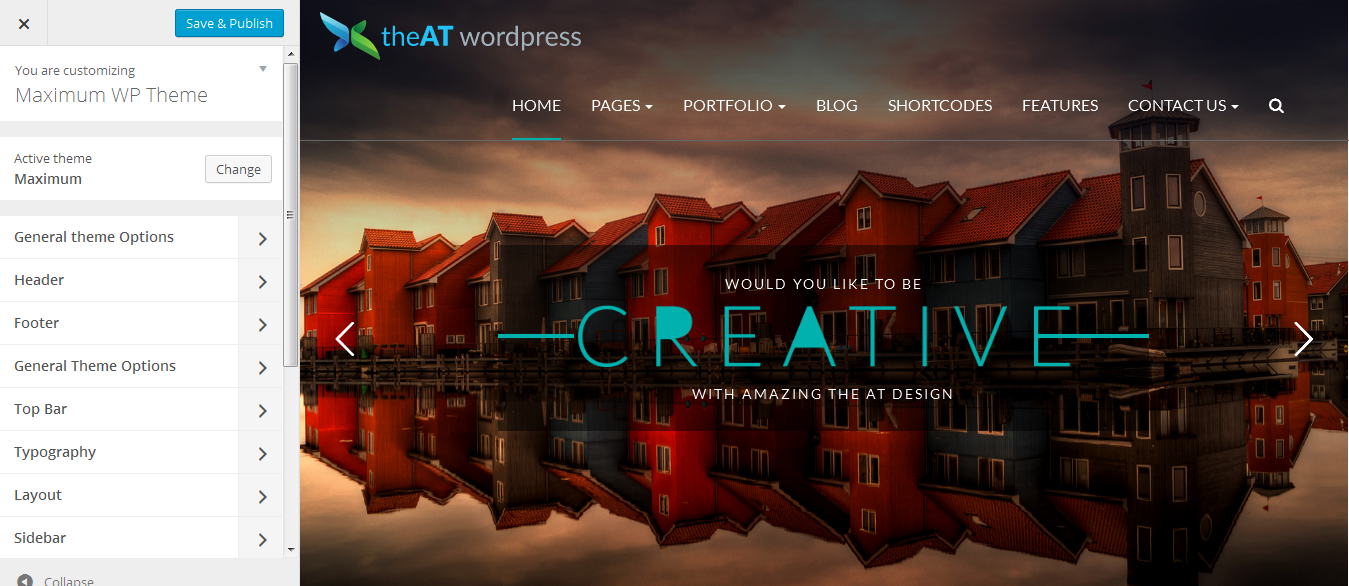 Save & Publish
You are customizing
Maximum WP Theme
Active theme
Maximum
Change
General theme Options
Header
Footer
General Theme Options
Top Bar
Typography
Layout
Sidebar
Collapse
theAT wordpress
HOME PAGES PORTFOLIO BLOG SHORTCODES FEATURES CONTACT US
WOULD YOU LIKE TO BE
CREATIVE
WITH AMAZING THE AT DESIGN